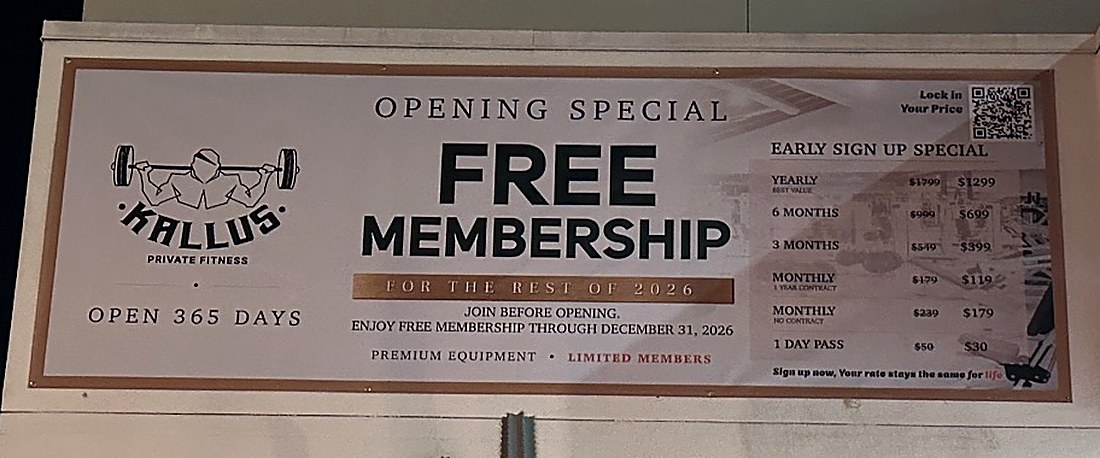 KALLUS
PRIVATE FITNESS
OPEN 365 DAYS
OPENING SPECIAL
FREE
MEMBERSHIP
FOR THE REST OF 2026
JOIN BEFORE OPENING.
ENJOY FREE MEMBERSHIP THROUGH DECEMBER 31, 2026
PREMIUM EQUIPMENT • LIMITED MEMBERS
Lock in
Your Price
EARLY SIGN UP SPECIAL
YEARLY $1799 $1299
BEST VALUE
6 MONTHS $999 $699
3 MONTHS $549 $399
MONTHLY $179 $119
1 YEAR CONTRACT
MONTHLY $239 $179
NO CONTRACT
1 DAY PASS $50 $30
Sign up now, Your rate stays the same for life